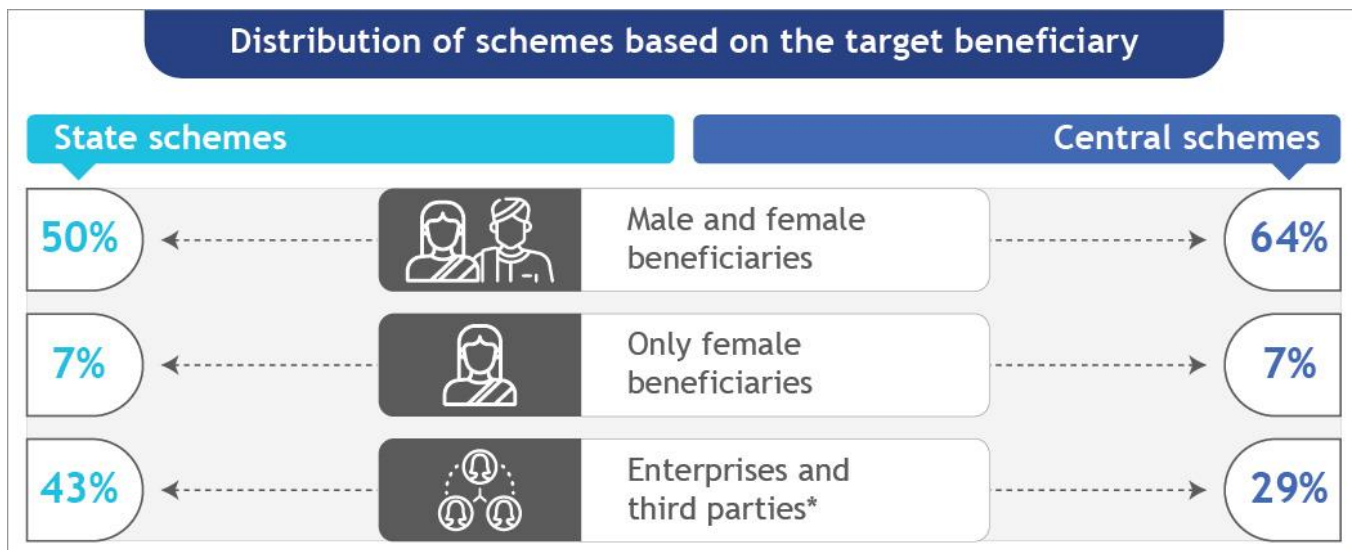 Distribution of schemes based on the target beneficiary
State schemes
Central schemes
50%
Male and female
beneficiaries
64%
7%
Only female
beneficiaries
7%
43%
Enterprises and
third parties*
29%